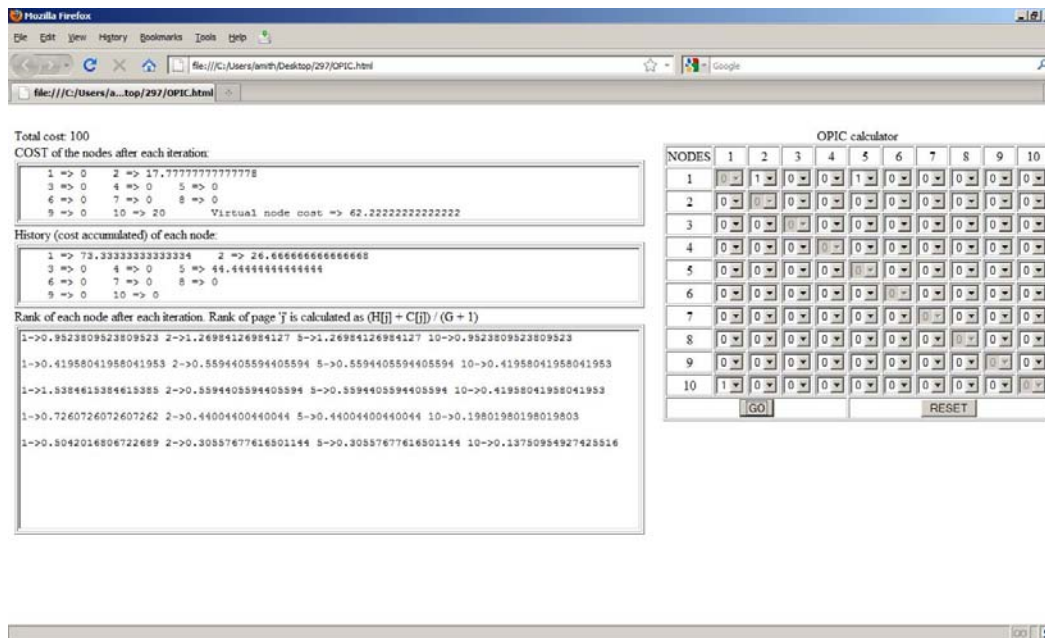 Mozilla Firefox
File Edit View History Bookmarks Tools Help
file:///C:/Users/amith/Desktop/297/OPIC.html
Google
file:///C:/Users/a...top/297/OPIC.html
Total cost: 100
COST of the nodes after each iteration:
1 => 0 2 => 17.77777777777778
3 => 0 4 => 0 5 => 0
6 => 0 7 => 0 8 => 0
9 => 0 10 => 20 Virtual node cost => 62.22222222222222
History (cost accumulated) of each node:
1 => 73.33333333333334 2 => 26.666666666666668
3 => 0 4 => 0 5 => 44.44444444444444
6 => 0 7 => 0 8 => 0
9 => 0 10 => 0
Rank of each node after each iteration. Rank of page 'j' is calculated as (H[j] + C[j]) / (G + 1)
1->0.9523809523809523 2->1.26984126984127 5->1.26984126984127 10->0.9523809523809523
1->0.41958041958041953 2->0.5594405594405594 5->0.5594405594405594 10->0.41958041958041953
1->1.5384615384615385 2->0.5594405594405594 5->0.5594405594405594 10->0.41958041958041953
1->0.7260726072607262 2->0.44004400440044 5->0.44004400440044 10->0.19801980198019803
1->0.5042016806722689 2->0.30557677616501144 5->0.30557677616501144 10->0.13750954927425516
OPIC calculator
NODES 1 2 3 4 5 6 7 8 9 10
1 0 1 0 0 1 0 0 0 0 0
2 0 0 0 0 0 0 0 0 0 0
3 0 0 0 0 0 0 0 0 0 0
4 0 0 0 0 0 0 0 0 0 0
5 0 0 0 0 0 0 0 0 0 0
6 0 0 0 0 0 0 0 0 0 0
7 0 0 0 0 0 0 0 0 0 0
8 0 0 0 0 0 0 0 0 0 0
9 0 0 0 0 0 0 0 0 0 0
10 1 0 0 0 0 0 0 0 0 0
GO RESET